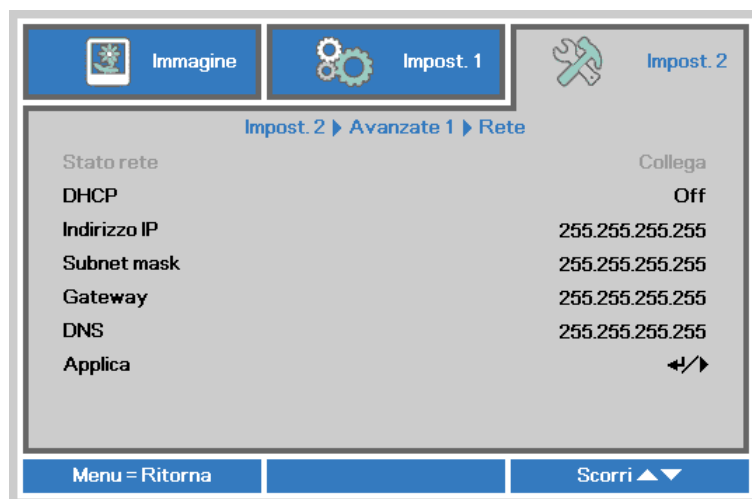 Immagine
Impost. 1
Impost. 2
Impost. 2 ▶ Avanzate 1 ▶ Rete
Stato rete Collega
DHCP Off
Indirizzo IP 255.255.255.255
Subnet mask 255.255.255.255
Gateway 255.255.255.255
DNS 255.255.255.255
Applica ↵/▶
Menu = Ritorna
Scorri ▲▼